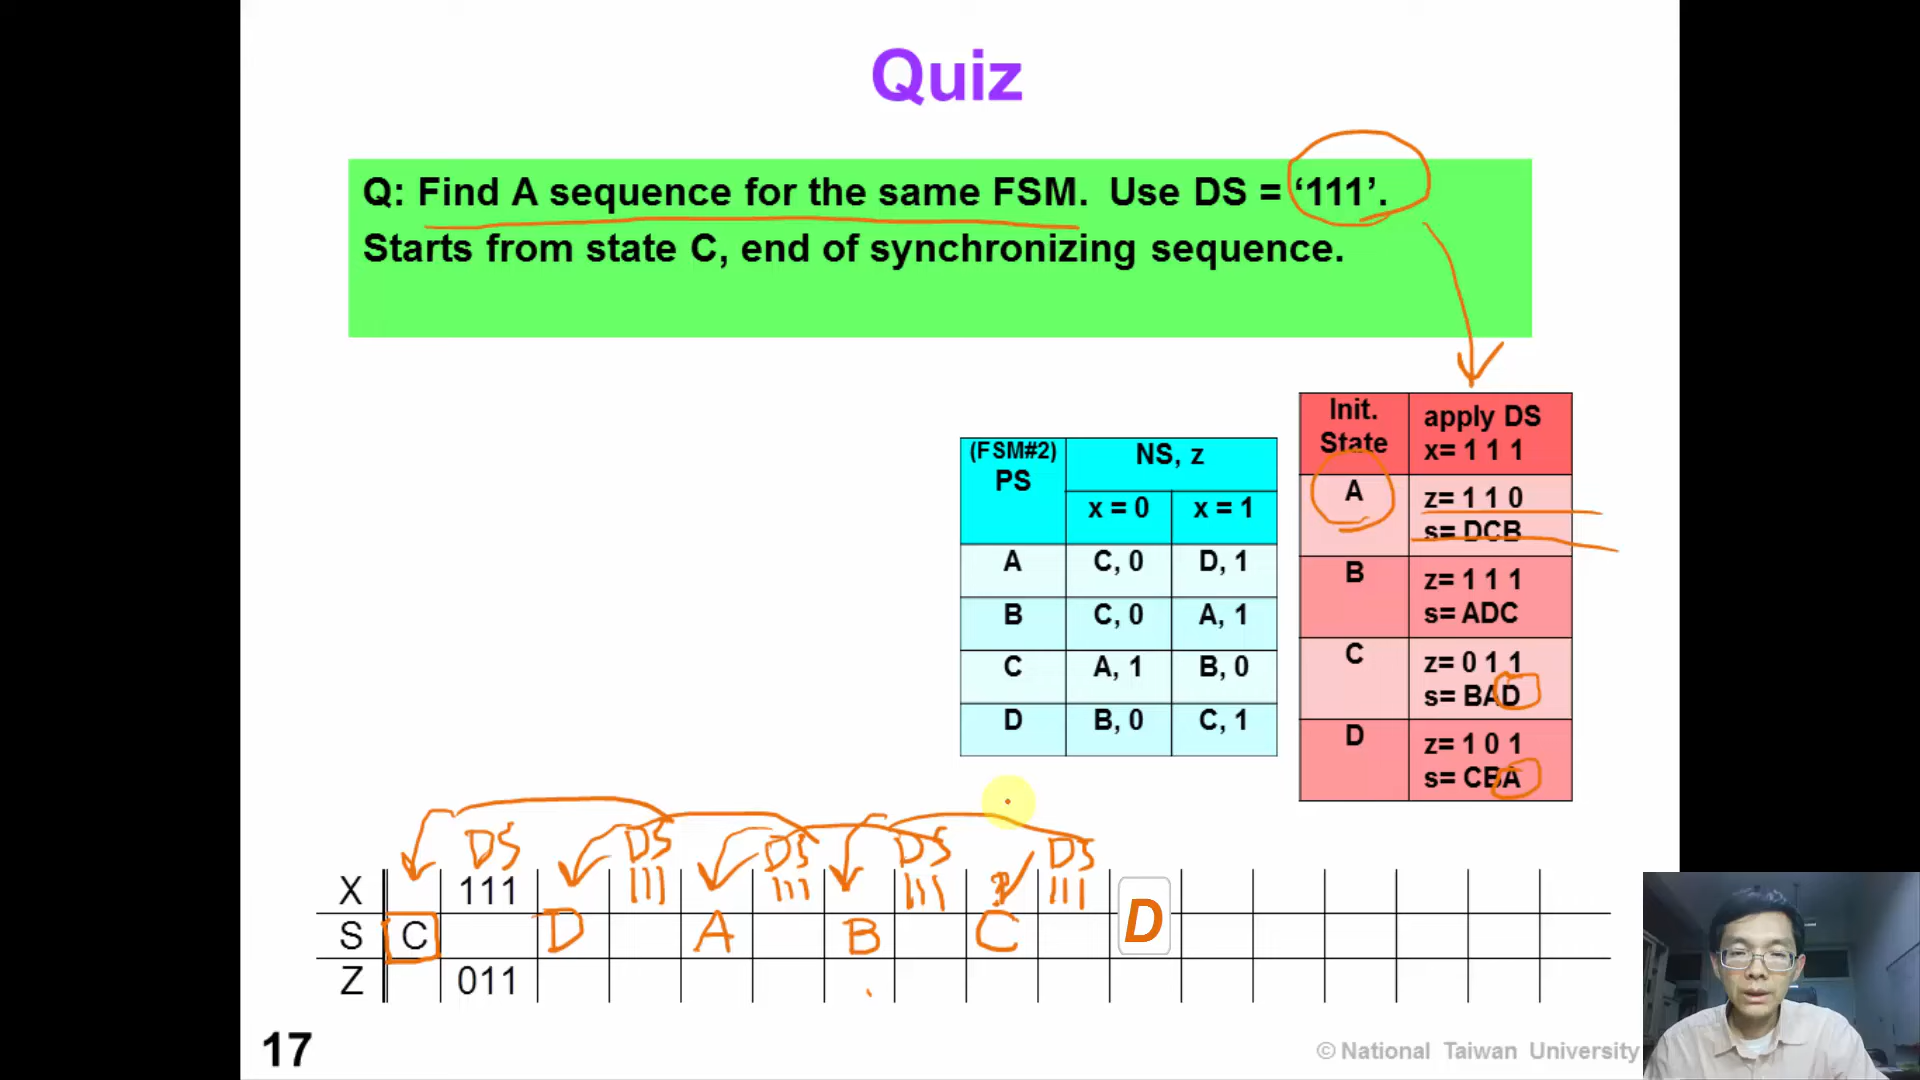 Quiz
Q: Find A sequence for the same FSM. Use DS = ‘111’.
Starts from state C, end of synchronizing sequence.
(FSM#2) PS NS, z
x = 0 x = 1
A C, 0 D, 1
B C, 0 A, 1
C A, 1 B, 0
D B, 0 C, 1
Init. State apply DS
x= 1 1 1
A z= 1 1 0
s= DCB
B z= 1 1 1
s= ADC
C z= 0 1 1
s= BAD
D z= 1 0 1
s= CBA
DS DS DS DS DS
X 111 111 111 111 111
S C D A B C D
Z 011
17
© National Taiwan University